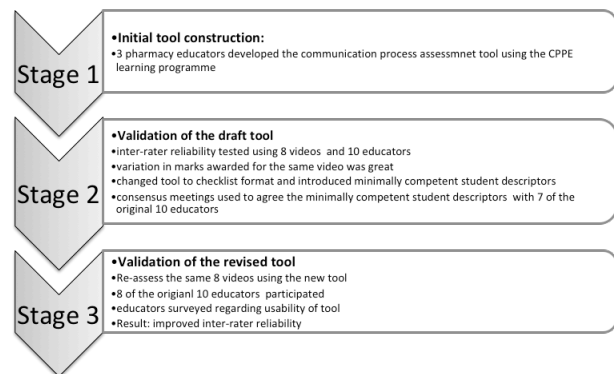 Stage 1
•Initial tool construction:
•3 pharmacy educators developed the communication process assessmnet tool using the CPPE
learning programme
Stage 2
•Validation of the draft tool
•inter-rater reliability tested using 8 videos and 10 educators
•variation in marks awarded for the same video was great
•changed tool to checklist format and introduced minimally competent student descriptors
•consensus meetings used to agree the minimally competent student descriptors with 7 of the
original 10 educators
Stage 3
•Validation of the revised tool
•Re-assess the same 8 videos using the new tool
•8 of the origianl 10 educators participated
•educators surveyed regarding usability of tool
•Result: improved inter-rater reliability